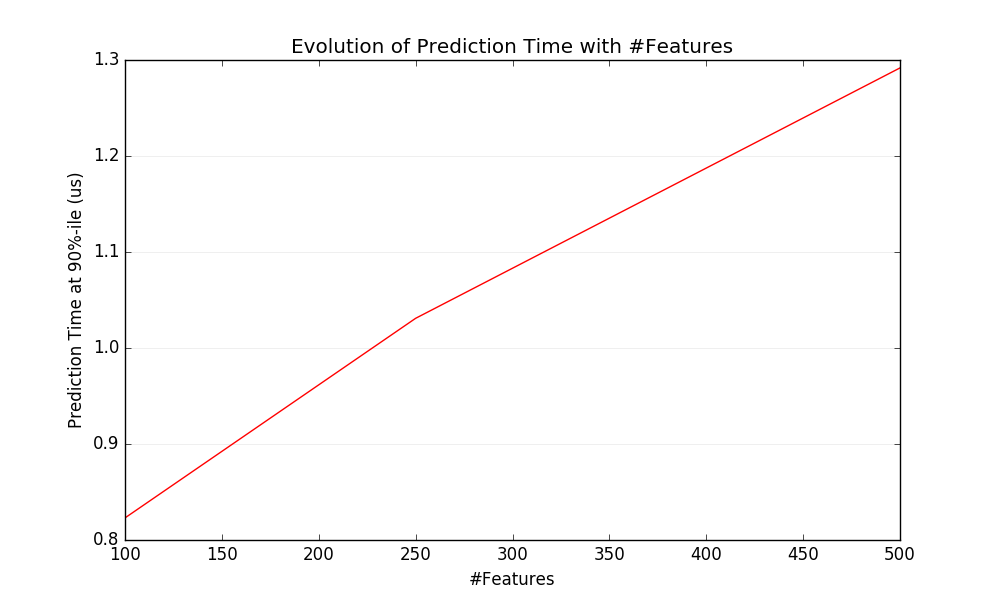 Evolution of Prediction Time with #Features
1.3
1.2
1.1
1.0
0.9
0.8
Prediction Time at 90%-ile (us)
100 150 200 250 300 350 400 450 500
#Features